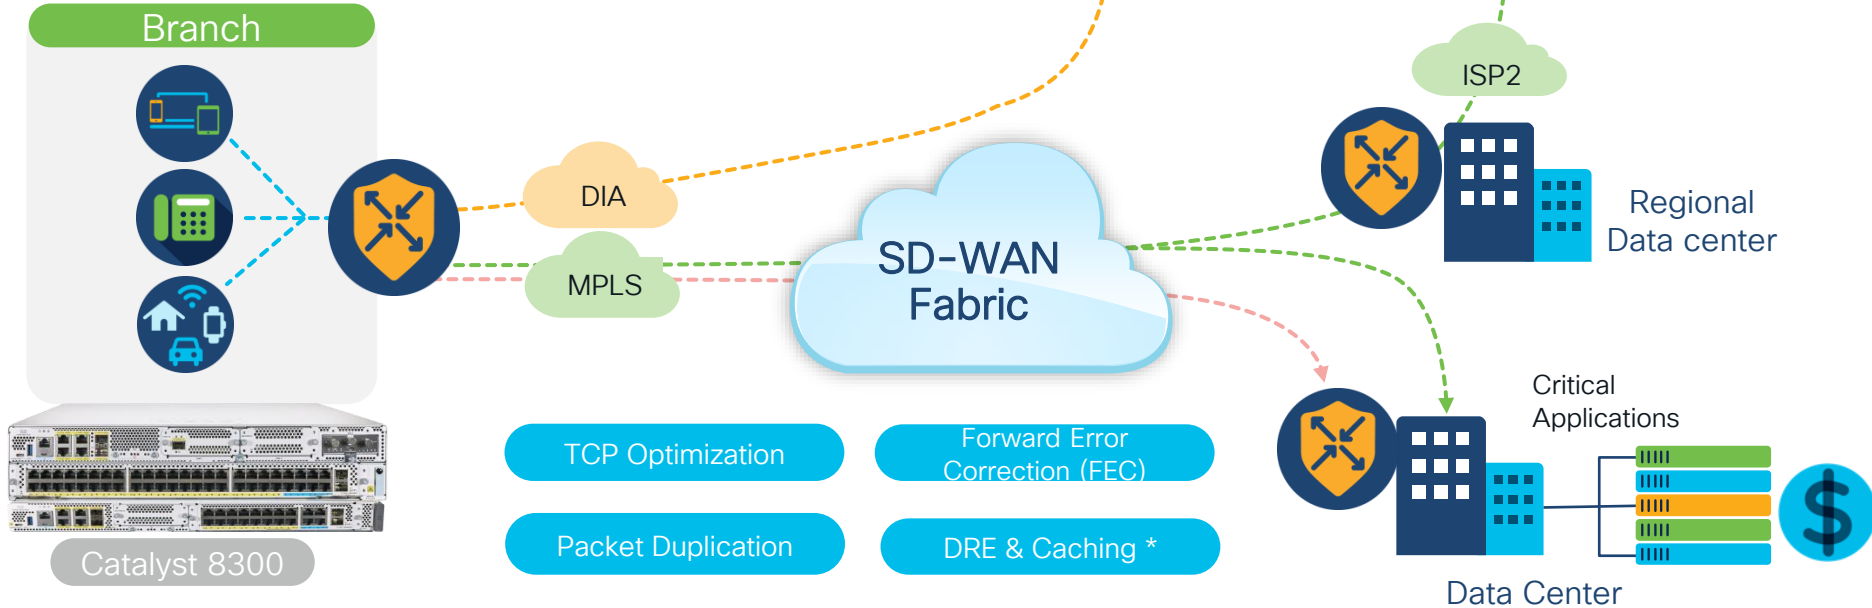 Branch
ISP2
DIA
MPLS
SD-WAN
Fabric
Regional
Data center
Critical
Applications
TCP Optimization
Forward Error
Correction (FEC)
Packet Duplication
DRE & Caching *
Catalyst 8300
Data Center
$